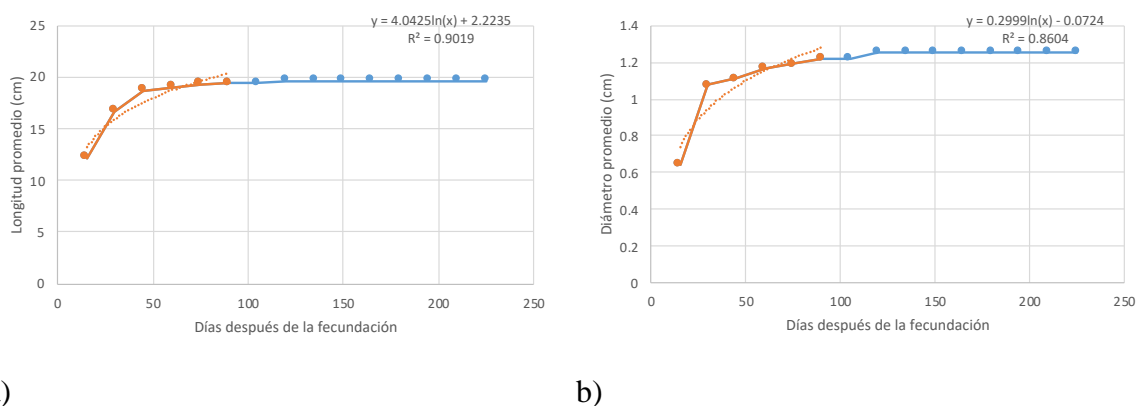 y = 4.0425ln(x) + 2.2235
R² = 0.9019
25
20
15
10
5
0
Longitud promedio (cm)
0 50 100 150 200 250
Días después de la fecundación
y = 0.2999ln(x) - 0.0724
R² = 0.8604
1.4
1.2
1
0.8
0.6
0.4
0.2
0
Diámetro promedio (cm)
0 50 100 150 200 250
Días después de la fecundación
) b)